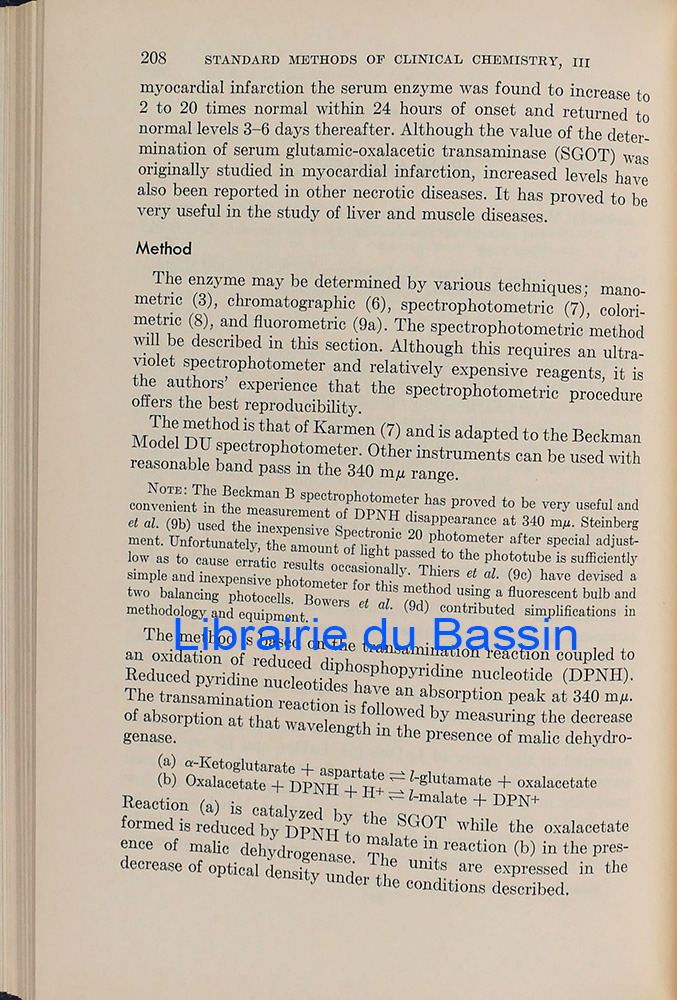 208 STANDARD METHODS OF CLINICAL CHEMISTRY, III
myocardial infarction the serum enzyme was found to increase to
2 to 20 times normal within 24 hours of onset and returned to
normal levels 3–6 days thereafter. Although the value of the deter-
mination of serum glutamic-oxalacetic transaminase (SGOT) was
originally studied in myocardial infarction, increased levels have
also been reported in other necrotic diseases. It has proved to be
very useful in the study of liver and muscle diseases.
Method
The enzyme may be determined by various techniques; mano-
metric (3), chromatographic (6), spectrophotometric (7), colori-
metric (8), and fluorometric (9a). The spectrophotometric method
will be described in this section. Although this requires an ultra-
violet spectrophotometer and relatively expensive reagents, it is
the authors' experience that the spectrophotometric procedure
offers the best reproducibility.
The method is that of Karmen (7) and is adapted to the Beckman
Model DU spectrophotometer. Other instruments can be used with
reasonable band pass in the 340 mμ range.
NOTE: The Beckman B spectrophotometer has proved to be very useful and
convenient in the measurement of DPNH disappearance at 340 mμ. Steinberg
et al. (9b) used the inexpensive Spectronic 20 photometer after special adjust-
ment. Unfortunately, the amount of light passed to the phototube is sufficiently
low as to cause erratic results occasionally. Thiers et al. (9c) have devised a
simple and inexpensive photometer for this method using a fluorescent bulb and
two balancing photocells. Bowers et al. (9d) contributed simplifications in
methodology and equipment.
Librairie du Bassin
The method is based on the transamination reaction coupled to
an oxidation of reduced diphosphopyridine nucleotide (DPNH).
Reduced pyridine nucleotides have an absorption peak at 340 mμ.
The transamination reaction is followed by measuring the decrease
of absorption at that wavelength in the presence of malic dehydro-
genase.
(a) α-Ketoglutarate + aspartate ⇌ l-glutamate + oxalacetate
(b) Oxalacetate + DPNH + H+ ⇌ l-malate + DPN+
Reaction (a) is catalyzed by the SGOT while the oxalacetate
formed is reduced by DPNH to malate in reaction (b) in the pres-
ence of malic dehydrogenase. The units are expressed in the
decrease of optical density under the conditions described.